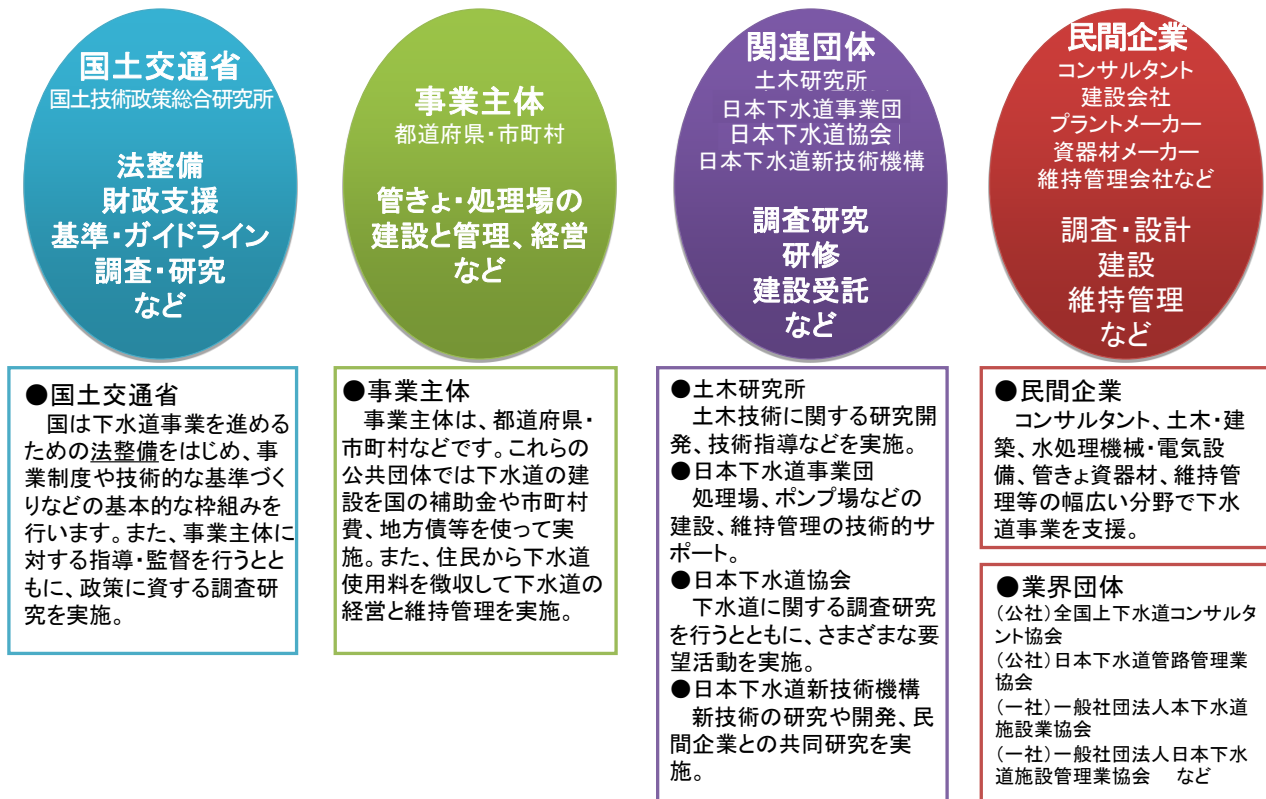 国土交通省
国土技術政策総合研究所
法整備
財政支援
基準・ガイドライン
調査・研究
など
事業主体
都道府県・市町村
管きょ・処理場の
建設と管理、経営
など
関連団体
土木研究所
日本下水道事業団
日本下水道協会
日本下水道新技術機構
調査研究
研修
建設受託
など
民間企業
コンサルタント
建設会社
プラントメーカー
資器材メーカー
維持管理会社など
調査・設計
建設
維持管理
など
●国土交通省
国は下水道事業を進める
ための法整備をはじめ、事
業制度や技術的な基準づく
りなどの基本的な枠組みを
行います。また、事業主体に
対する指導・監督を行うとと
もに、政策に資する調査研
究を実施。
●事業主体
事業主体は、都道府県・
市町村などです。これらの
公共団体では下水道の建
設を国の補助金や市町村
費、地方債等を使って実
施。また、住民から下水道
使用料を徴収して下水道の
経営と維持管理を実施。
●土木研究所
土木技術に関する研究開
発、技術指導などを実施。
●日本下水道事業団
処理場、ポンプ場などの
建設、維持管理の技術的サ
ポート。
●日本下水道協会
下水道に関する調査研究
を行うとともに、さまざまな要
望活動を実施。
●日本下水道新技術機構
新技術の研究や開発、民
間企業との共同研究を実
施。
●民間企業
コンサルタント、土木・建
築、水処理機械・電気設
備、管きょ資器材、維持管
理等の幅広い分野で下水
道事業を支援。
●業界団体
（公社）全国上下水道コンサルタ
ント協会
（公社）日本下水道管路管理業
協会
（一社）一般社団法人本下水道
施設業協会
（一社）一般社団法人日本下水
道施設管理業協会　など